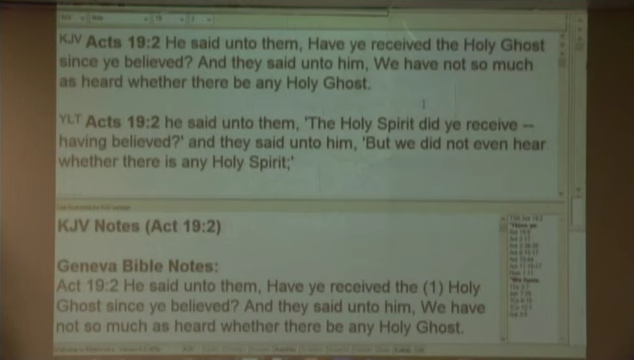 KJV Acts 19:2 He said unto them, Have ye received the Holy Ghost
since ye believed? And they said unto him, We have not so much
as heard whether there be any Holy Ghost.
YLT Acts 19:2 he said unto them, 'The Holy Spirit did ye receive --
having believed?' and they said unto him, 'But we did not even hear
whether there is any Holy Spirit;'
KJV Notes (Act 19:2)
Geneva Bible Notes:
Act 19:2 He said unto them, Have ye received the (1) Holy
Ghost since ye believed? And they said unto him, We have
not so much as heard whether there be any Holy Ghost.